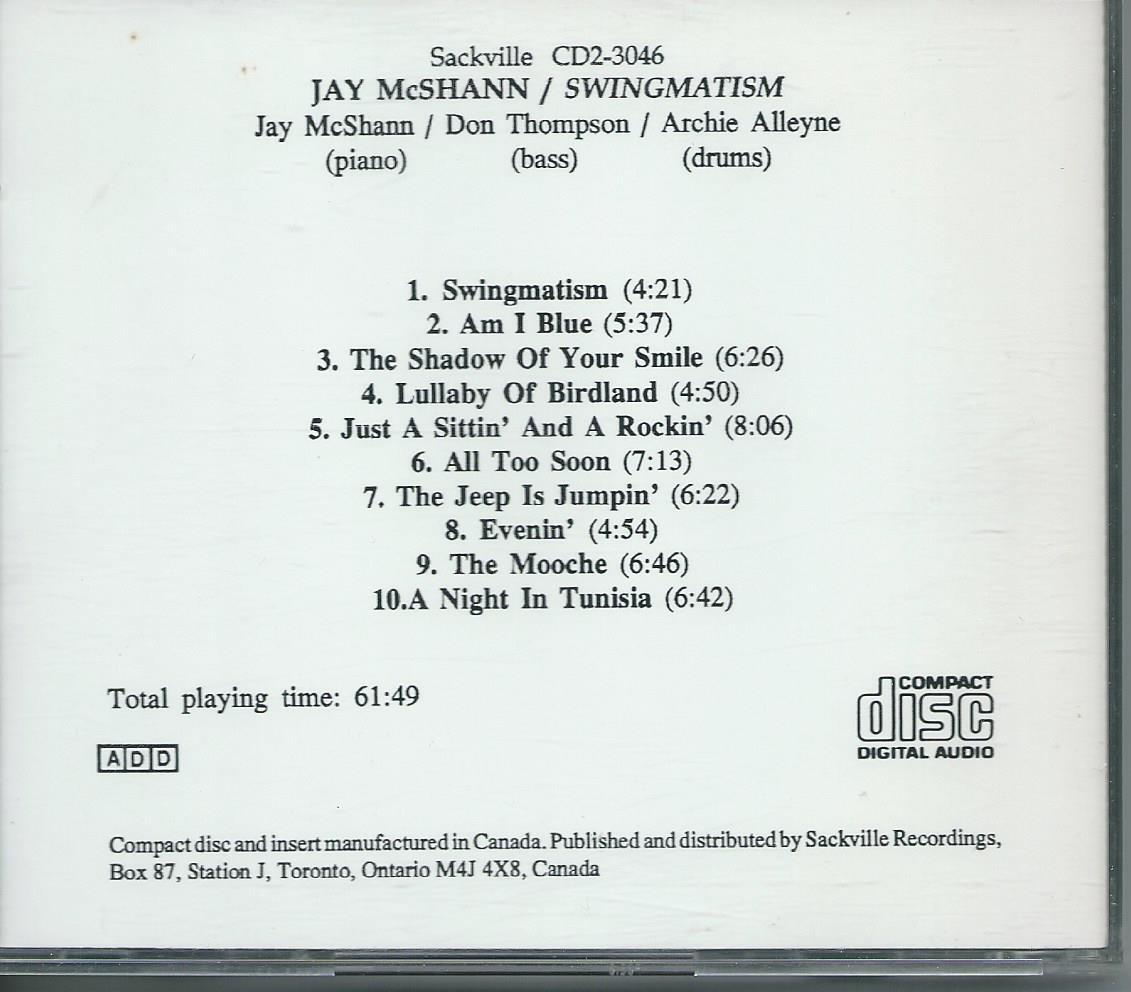 Sackville CD2-3046
JAY McSHANN / SWINGMATISM
Jay McShann / Don Thompson / Archie Alleyne
(piano) (bass) (drums)
1. Swingmatism (4:21)
2. Am I Blue (5:37)
3. The Shadow Of Your Smile (6:26)
4. Lullaby Of Birdland (4:50)
5. Just A Sittin' And A Rockin' (8:06)
6. All Too Soon (7:13)
7. The Jeep Is Jumpin' (6:22)
8. Evenin' (4:54)
9. The Mooche (6:46)
10.A Night In Tunisia (6:42)
Total playing time: 61:49
ADD
COMPACT
disc
DIGITAL AUDIO
Compact disc and insert manufactured in Canada. Published and distributed by Sackville Recordings,
Box 87, Station J, Toronto, Ontario M4J 4X8, Canada